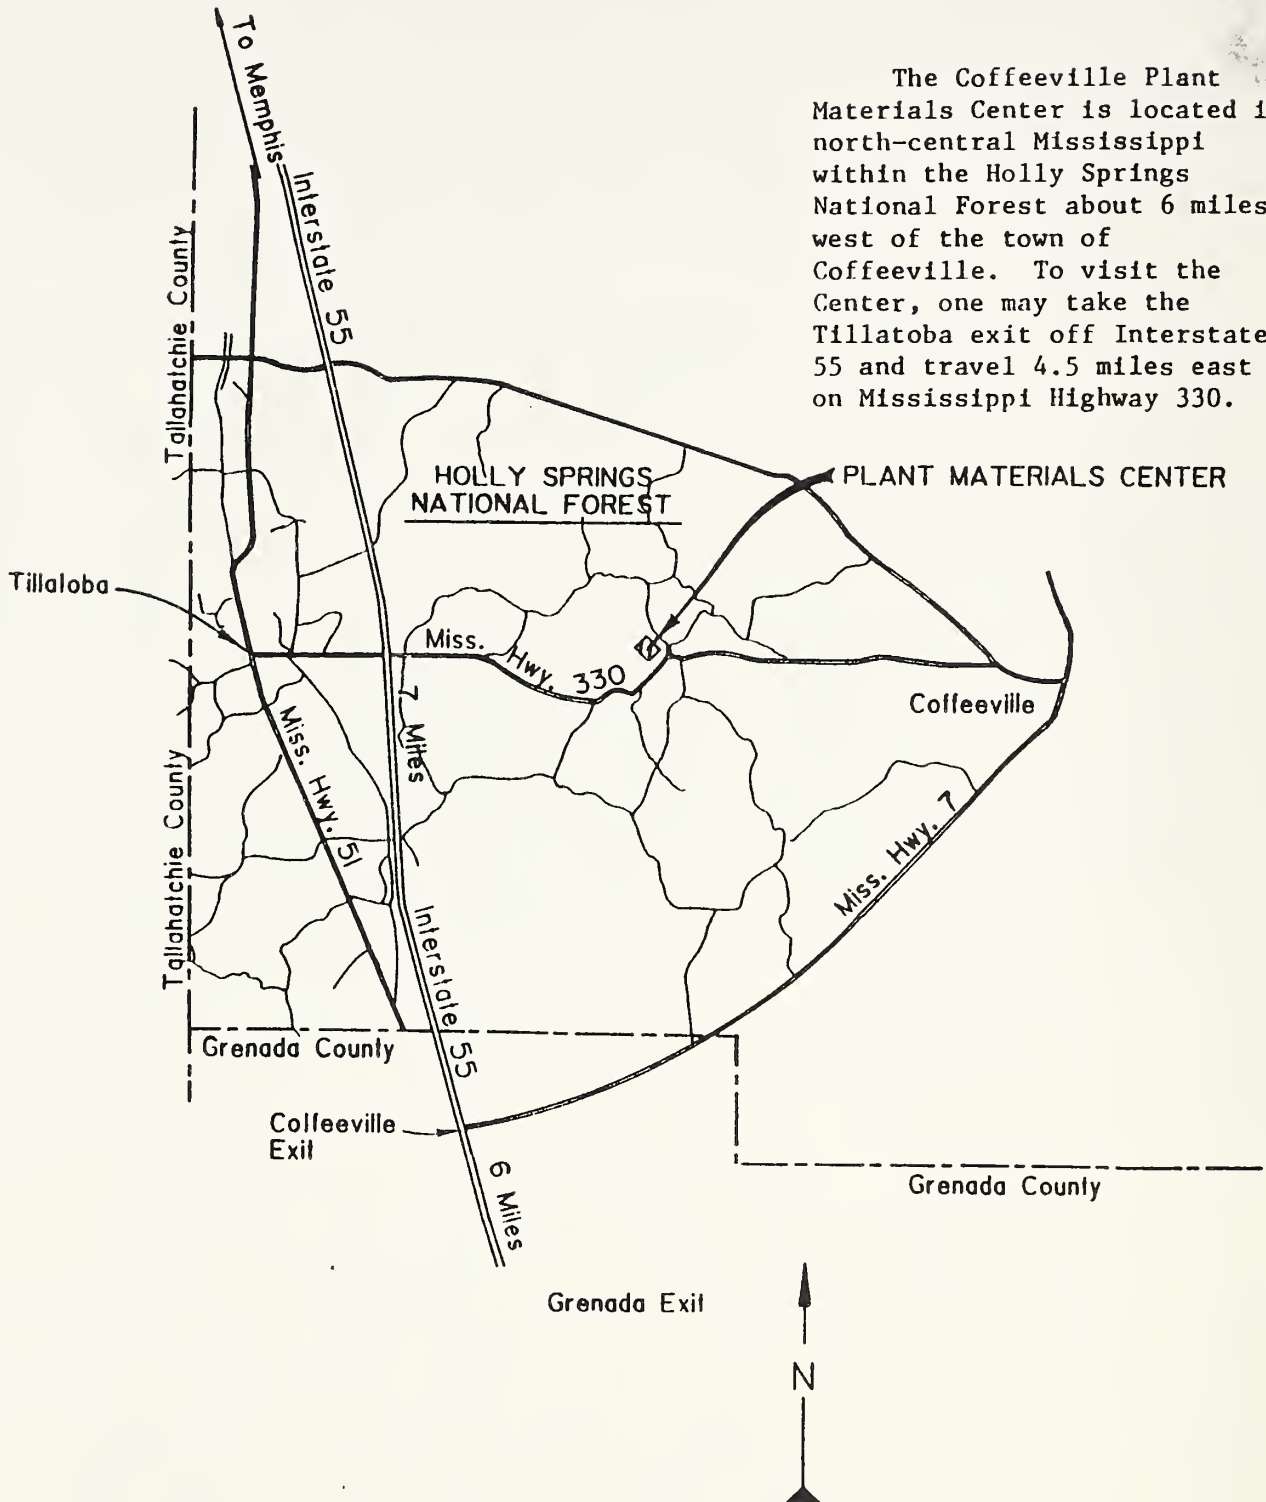 To Memphis
The Coffeeville Plant
Materials Center is located i
north-central Mississippi
within the Holly Springs
National Forest about 6 miles
west of the town of
Coffeeville. To visit the
Center, one may take the
Tillatoba exit off Interstate
55 and travel 4.5 miles east
on Mississippi Highway 330.
Interstate 55
Tallahatchie County
HOLLY SPRINGS
NATIONAL FOREST
PLANT MATERIALS CENTER
Tillaloba
Miss. Hwy. 330
7 Miles
Coffeeville
Miss. Hwy. 51
Tallahatchie County
Miss. Hwy. 7
Interstate 55
Grenada County
Coffeeville
Exit
6 Miles
Grenada County
Grenada Exit
N